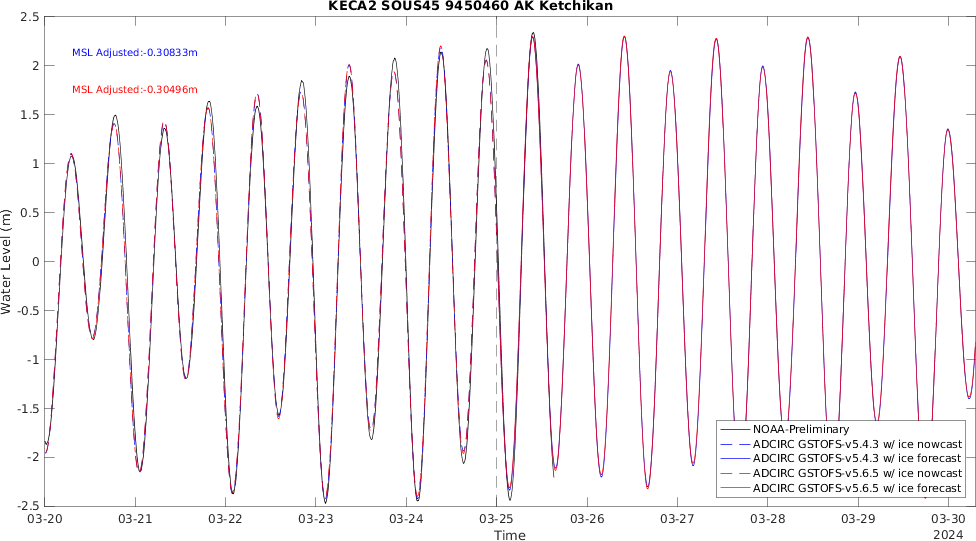 KECA2 SOUS45 9450460 AK Ketchikan
MSL Adjusted:-0.30833m
MSL Adjusted:-0.30496m
Water Level (m)
2.5
2
1.5
1
0.5
0
-0.5
-1
-1.5
-2
-2.5
NOAA-Preliminary
ADCIRC GSTOFS-v5.4.3 w/ ice nowcast
ADCIRC GSTOFS-v5.4.3 w/ ice forecast
ADCIRC GSTOFS-v5.6.5 w/ ice nowcast
ADCIRC GSTOFS-v5.6.5 w/ ice forecast
03-20 03-21 03-22 03-23 03-24 03-25 03-26 03-27 03-28 03-29 03-30
Time
2024